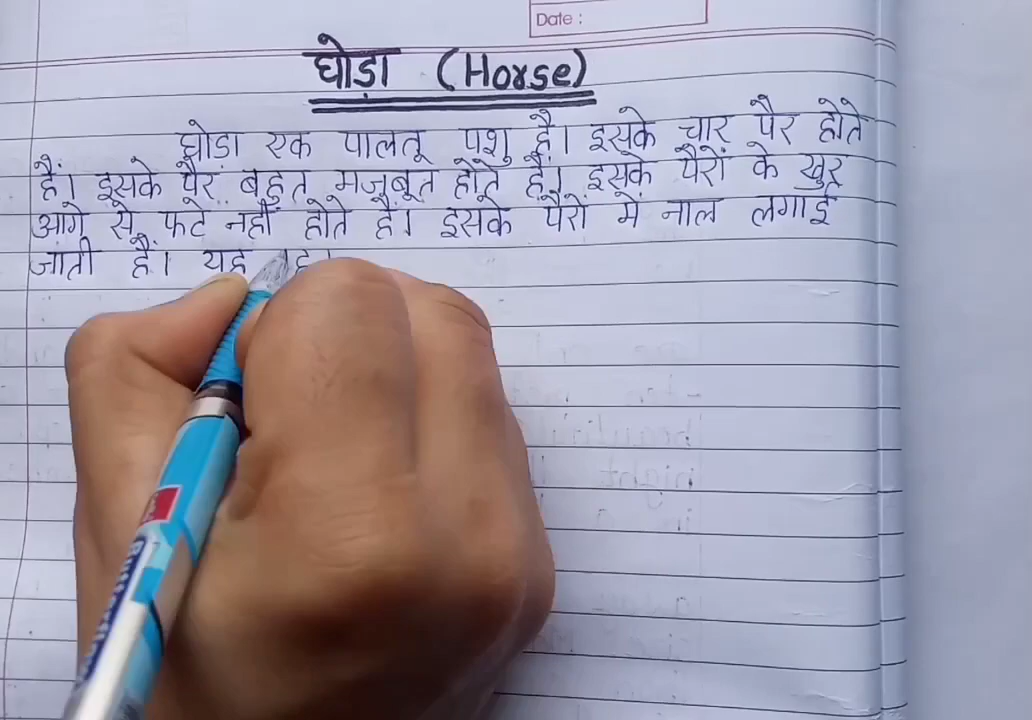 Date :
घोड़ा (Horse)
घोड़ा एक पालतू पशु है। इसके चार पैर होते
हैं। इसके पैर बहुत मजबूत होते हैं। इसके पैरों के खुर
आगे से फटे नहीं होते हैं। इसके पैरों में नाल लगाई
जाती हैं। यह